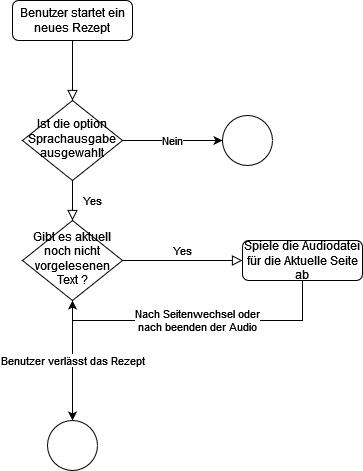 Benutzer startet ein
neues Rezept
Ist die option
Sprachausgabe
ausgewahlt
Nein
Yes
Gibt es aktuell
noch nicht
vorgelesenen
Text ?
Yes
Spiele die Audiodatei
für die Aktuelle Seite
ab
Nach Seitenwechsel oder
nach beenden der Audio
Benutzer verlässt das Rezept